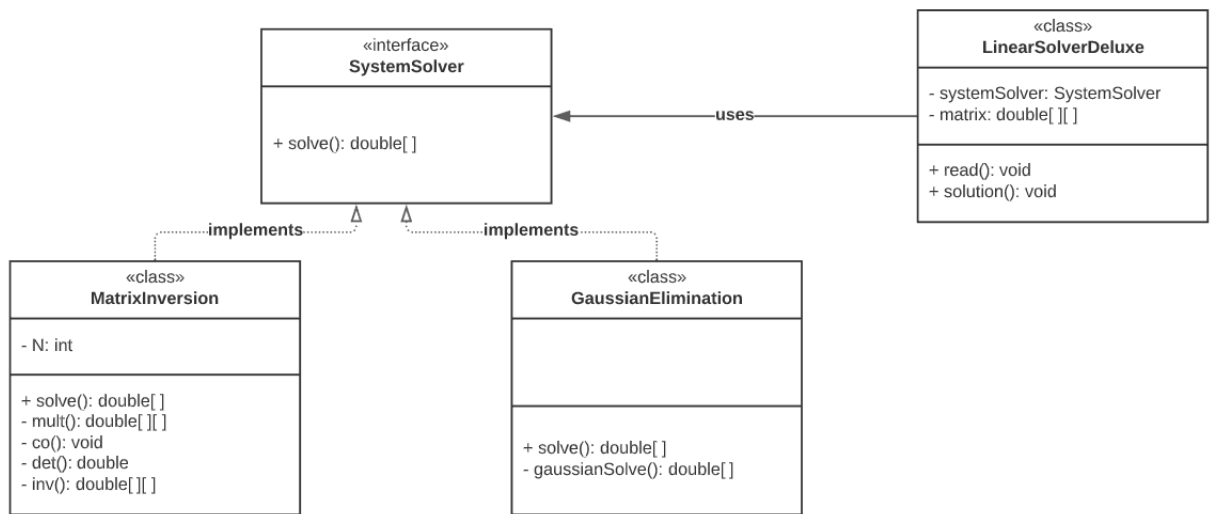 «interface»
SystemSolver
+ solve(): double[ ]
«class»
LinearSolverDeluxe
- systemSolver: SystemSolver
- matrix: double[ ][ ]
+ read(): void
+ solution(): void
uses
implements
implements
«class»
MatrixInversion
- N: int
+ solve(): double[ ]
- mult(): double[ ][ ]
- co(): void
- det(): double
- inv(): double[ ][ ]
«class»
GaussianElimination
+ solve(): double[ ]
- gaussianSolve(): double[ ]